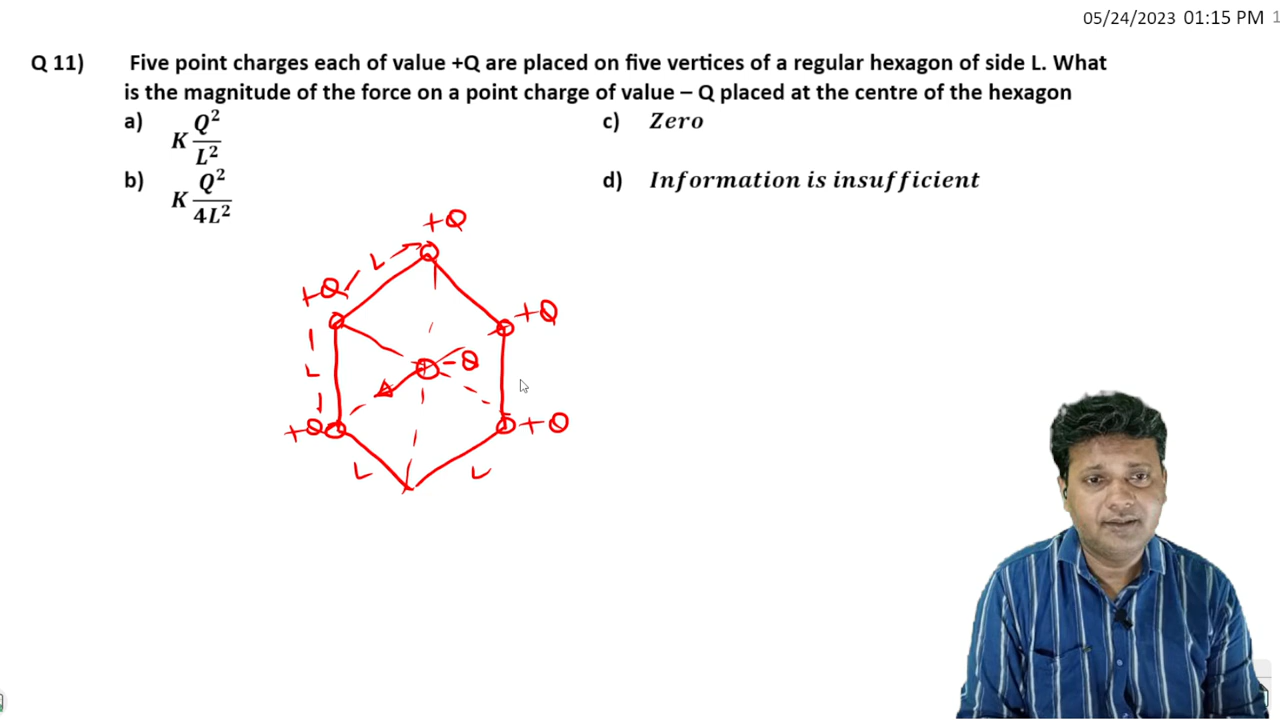 05/24/2023 01:15 PM 1
Q 11) Five point charges each of value +Q are placed on five vertices of a regular hexagon of side L. What
is the magnitude of the force on a point charge of value – Q placed at the centre of the hexagon
a) K Q²/L² c) Zero
b) K Q²/4L² d) Information is insufficient
+Q
L
+Q
+Q
L
-Q
+Q
+Q
L
L